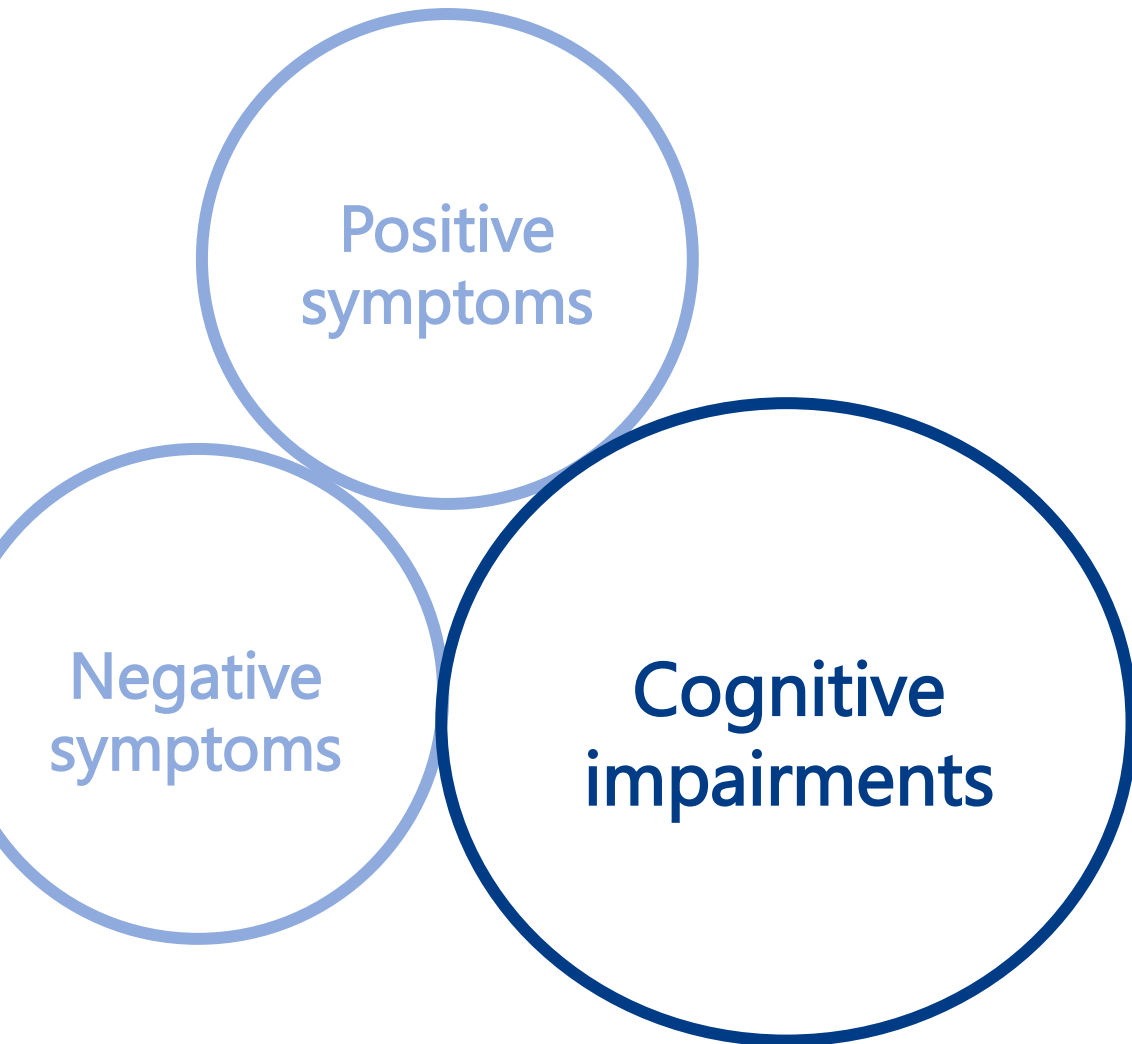 Positive
symptoms
Negative
symptoms
Cognitive
impairments